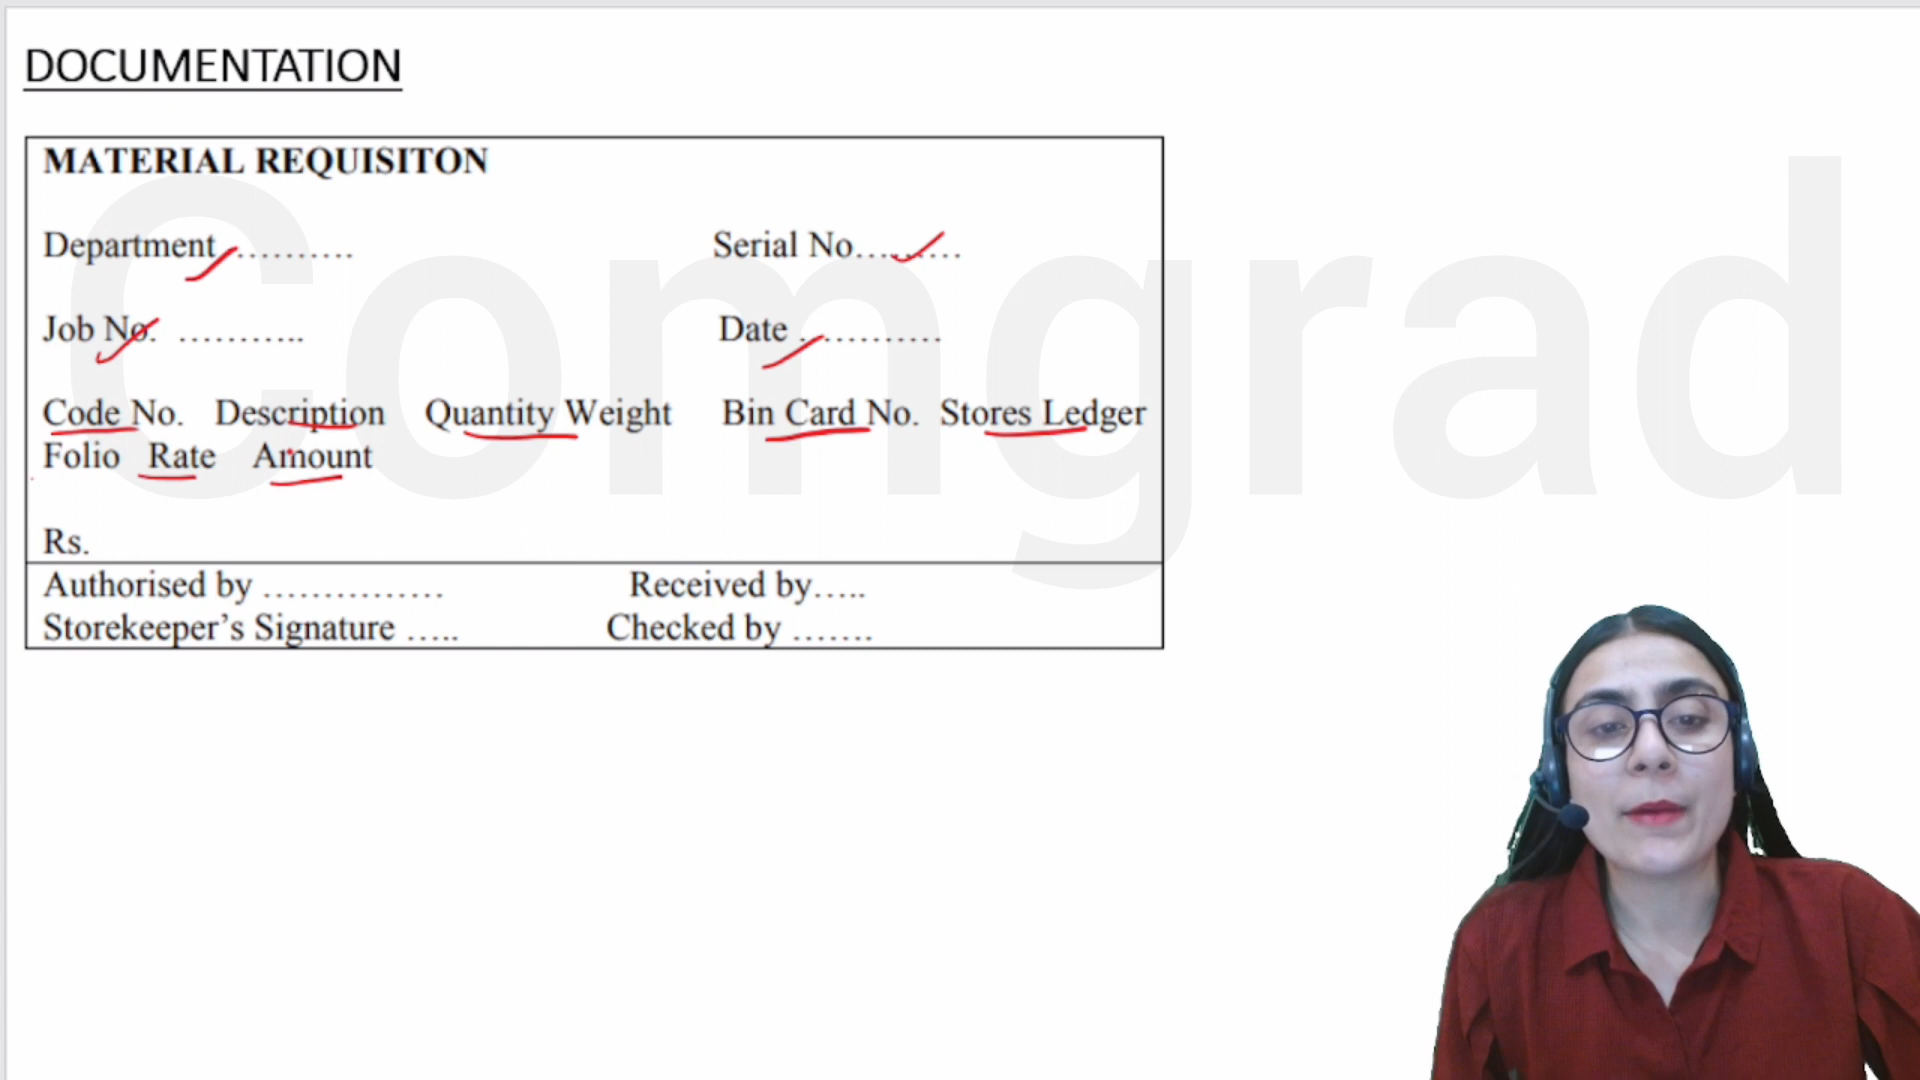 DOCUMENTATION
MATERIAL REQUISITON
Department .......... Serial No..........
Job No. ........... Date ............
Code No. Description Quantity Weight Bin Card No. Stores Ledger
Folio Rate Amount
Rs.
Authorised by ............... Received by.....
Storekeeper’s Signature ..... Checked by .......
Comgrad